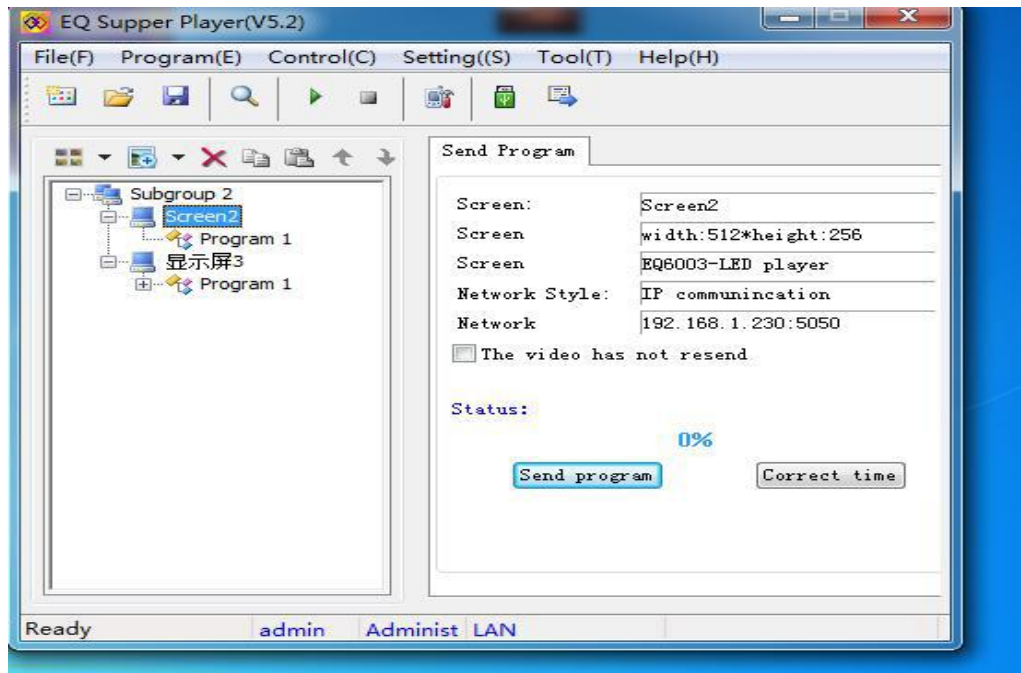 EQ Supper Player(V5.2)
File(F) Program(E) Control(C) Setting((S) Tool(T) Help(H)
Subgroup 2
Screen2
Program 1
显示屏3
Program 1
Send Program
Screen: Screen2
Screen width:512*height:256
Screen EQ6003-LED player
Network Style: IP communincation
Network 192.168.1.230:5050
The video has not resend
Status:
0%
Send program Correct time
Ready admin Administ LAN